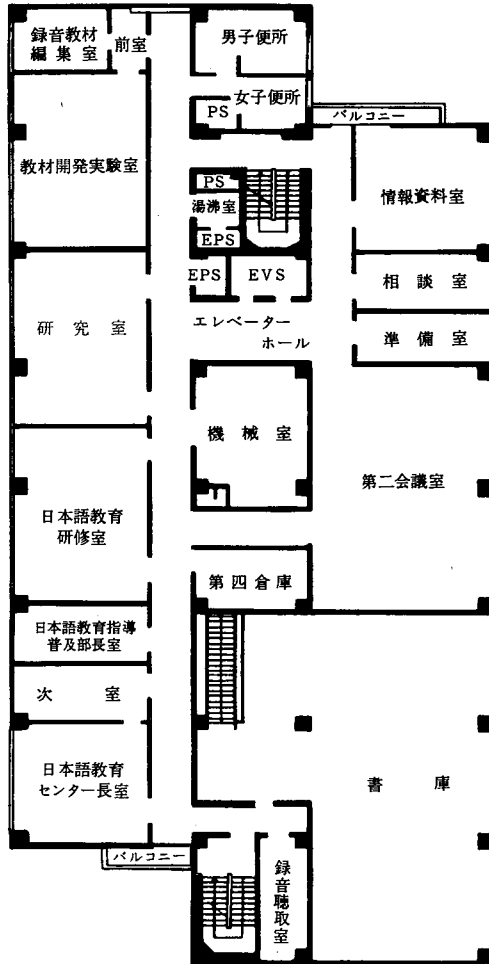 録音教材
編集室
前室
男子便所
女子便所
PS
バルコニー
教材開発実験室
PS
湯沸室
EPS
情報資料室
EPS
EVS
相談室
研究室
エレベーター
ホール
準備室
機械室
第二会議室
日本語教育
研修室
第四倉庫
日本語教育指導
普及部長室
次室
日本語教育
センター長室
書庫
バルコニー
録音聴取室